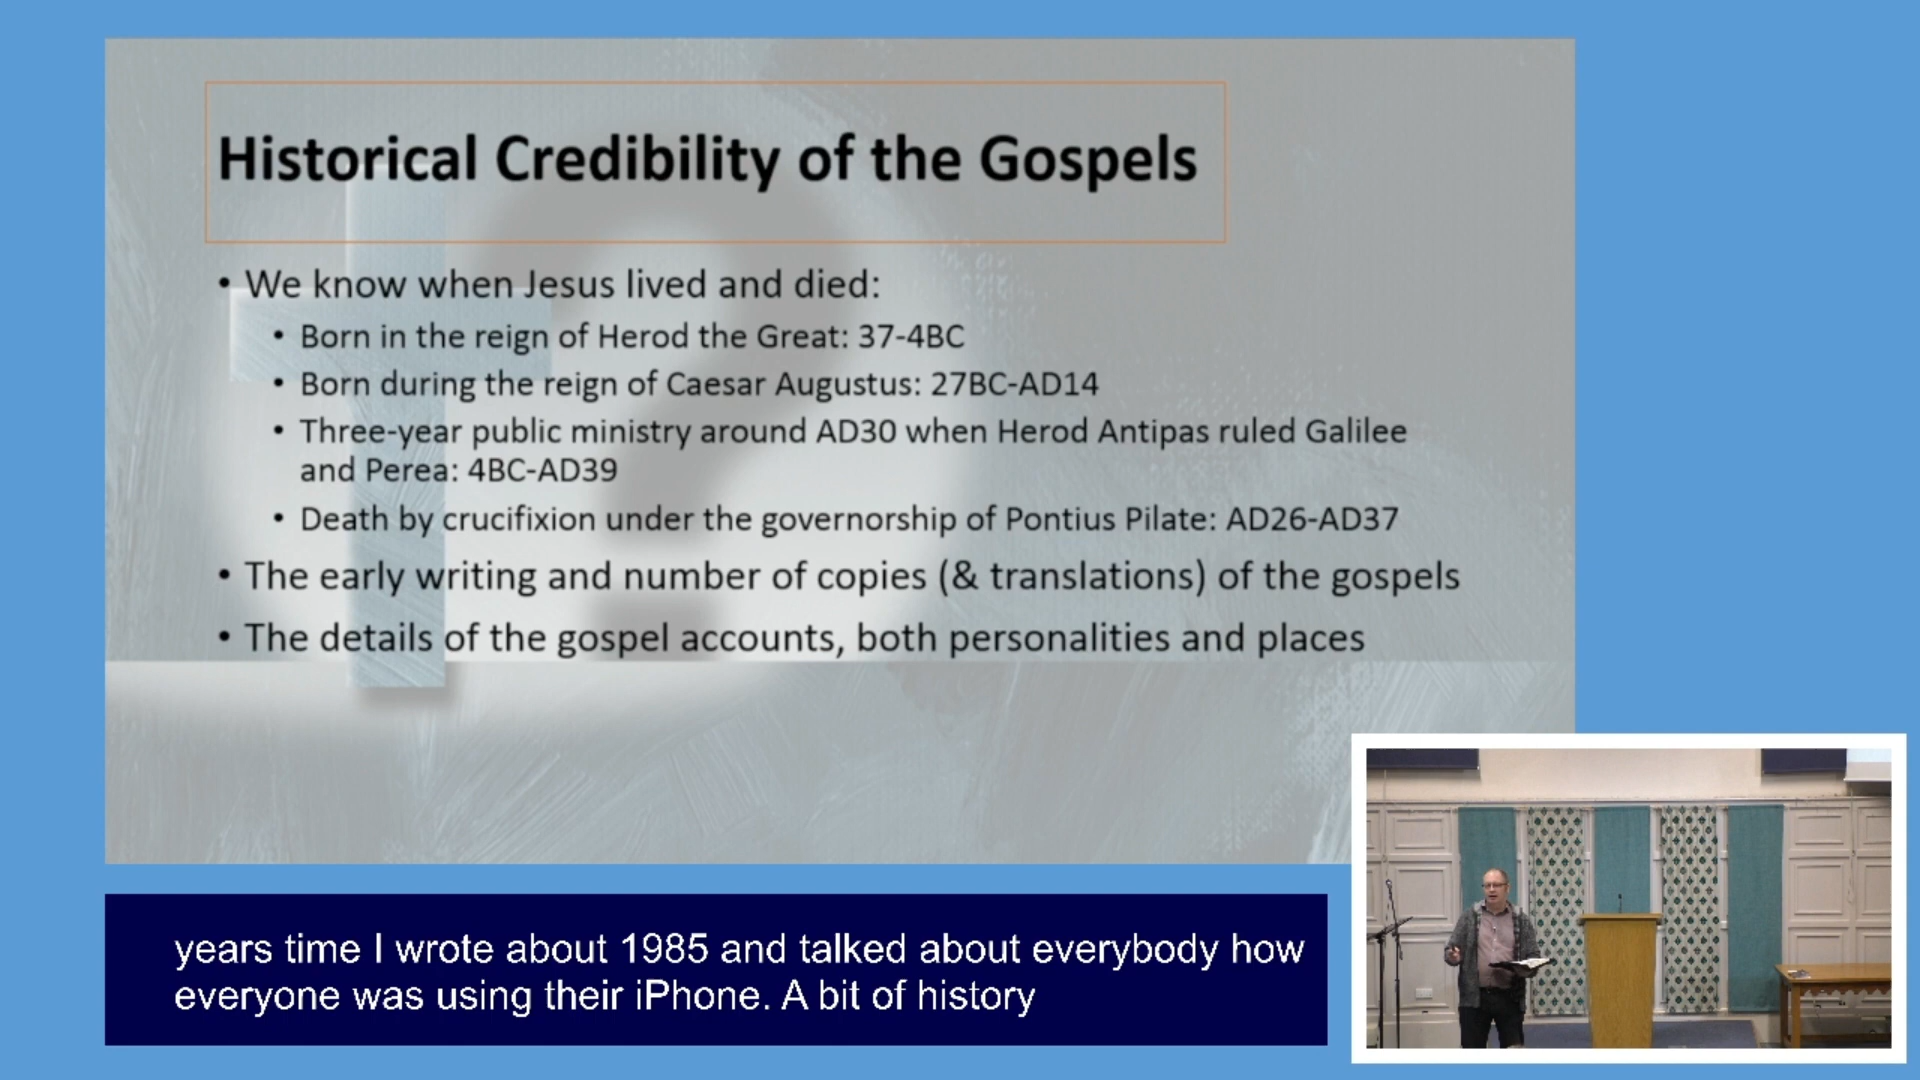 Historical Credibility of the Gospels
• We know when Jesus lived and died:
• Born in the reign of Herod the Great: 37-4BC
• Born during the reign of Caesar Augustus: 27BC-AD14
• Three-year public ministry around AD30 when Herod Antipas ruled Galilee
and Perea: 4BC-AD39
• Death by crucifixion under the governorship of Pontius Pilate: AD26-AD37
• The early writing and number of copies (& translations) of the gospels
• The details of the gospel accounts, both personalities and places
years time I wrote about 1985 and talked about everybody how
everyone was using their iPhone. A bit of history